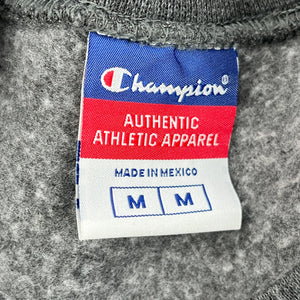 Champion®
AUTHENTIC
ATHLETIC APPAREL
MADE IN MEXICO
M M